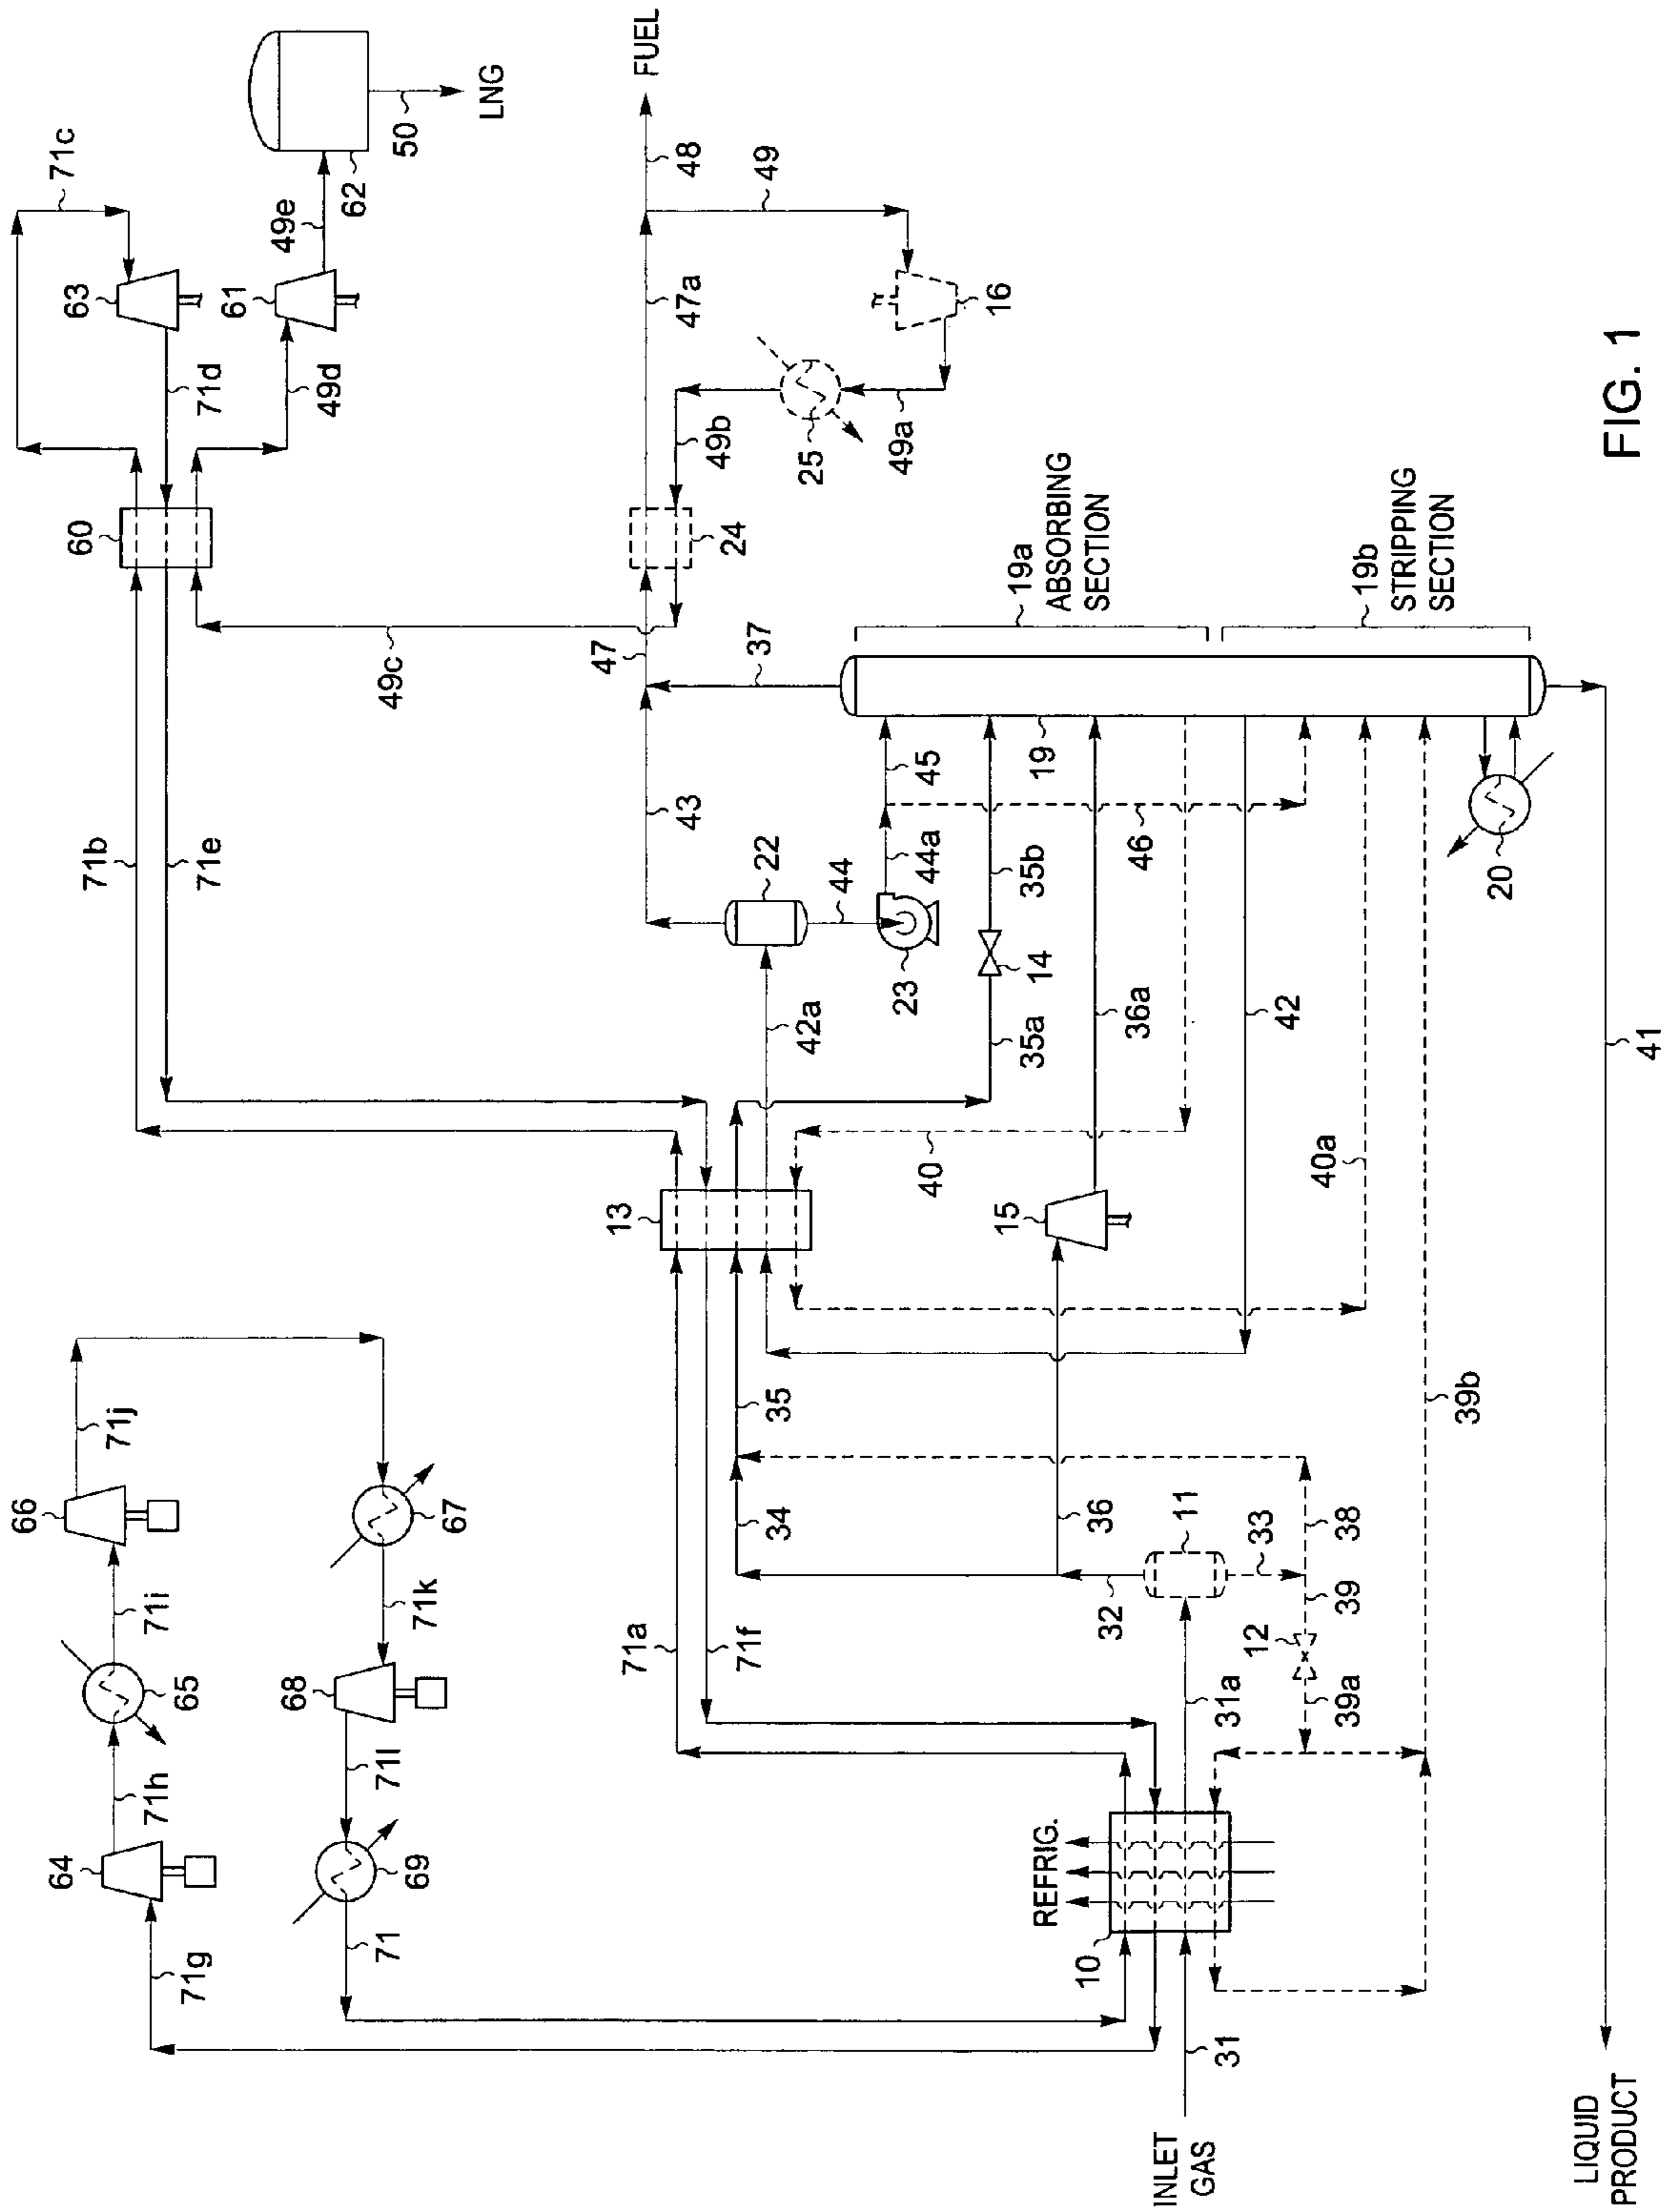 71g
64
71h
65
71i
66
71j
67
71k
68
71l
69
71
71b
71e
60
71d
63
71c
49d
61
49e
62
50
LNG
49c
71a
71f
13
43
47
37
24
47a
48
FUEL
49
16
49a
25
49b
22
44
23
44a
45
46
42a
35a
14
35b
19
19a
ABSORBING
SECTION
19b
STRIPPING
SECTION
34
35
36
15
36a
40
40a
42
20
REFRIG.
10
INLET
GAS
31
31a
32
11
33
38
39
12
39a
39b
LIQUID
PRODUCT
41
FIG. 1